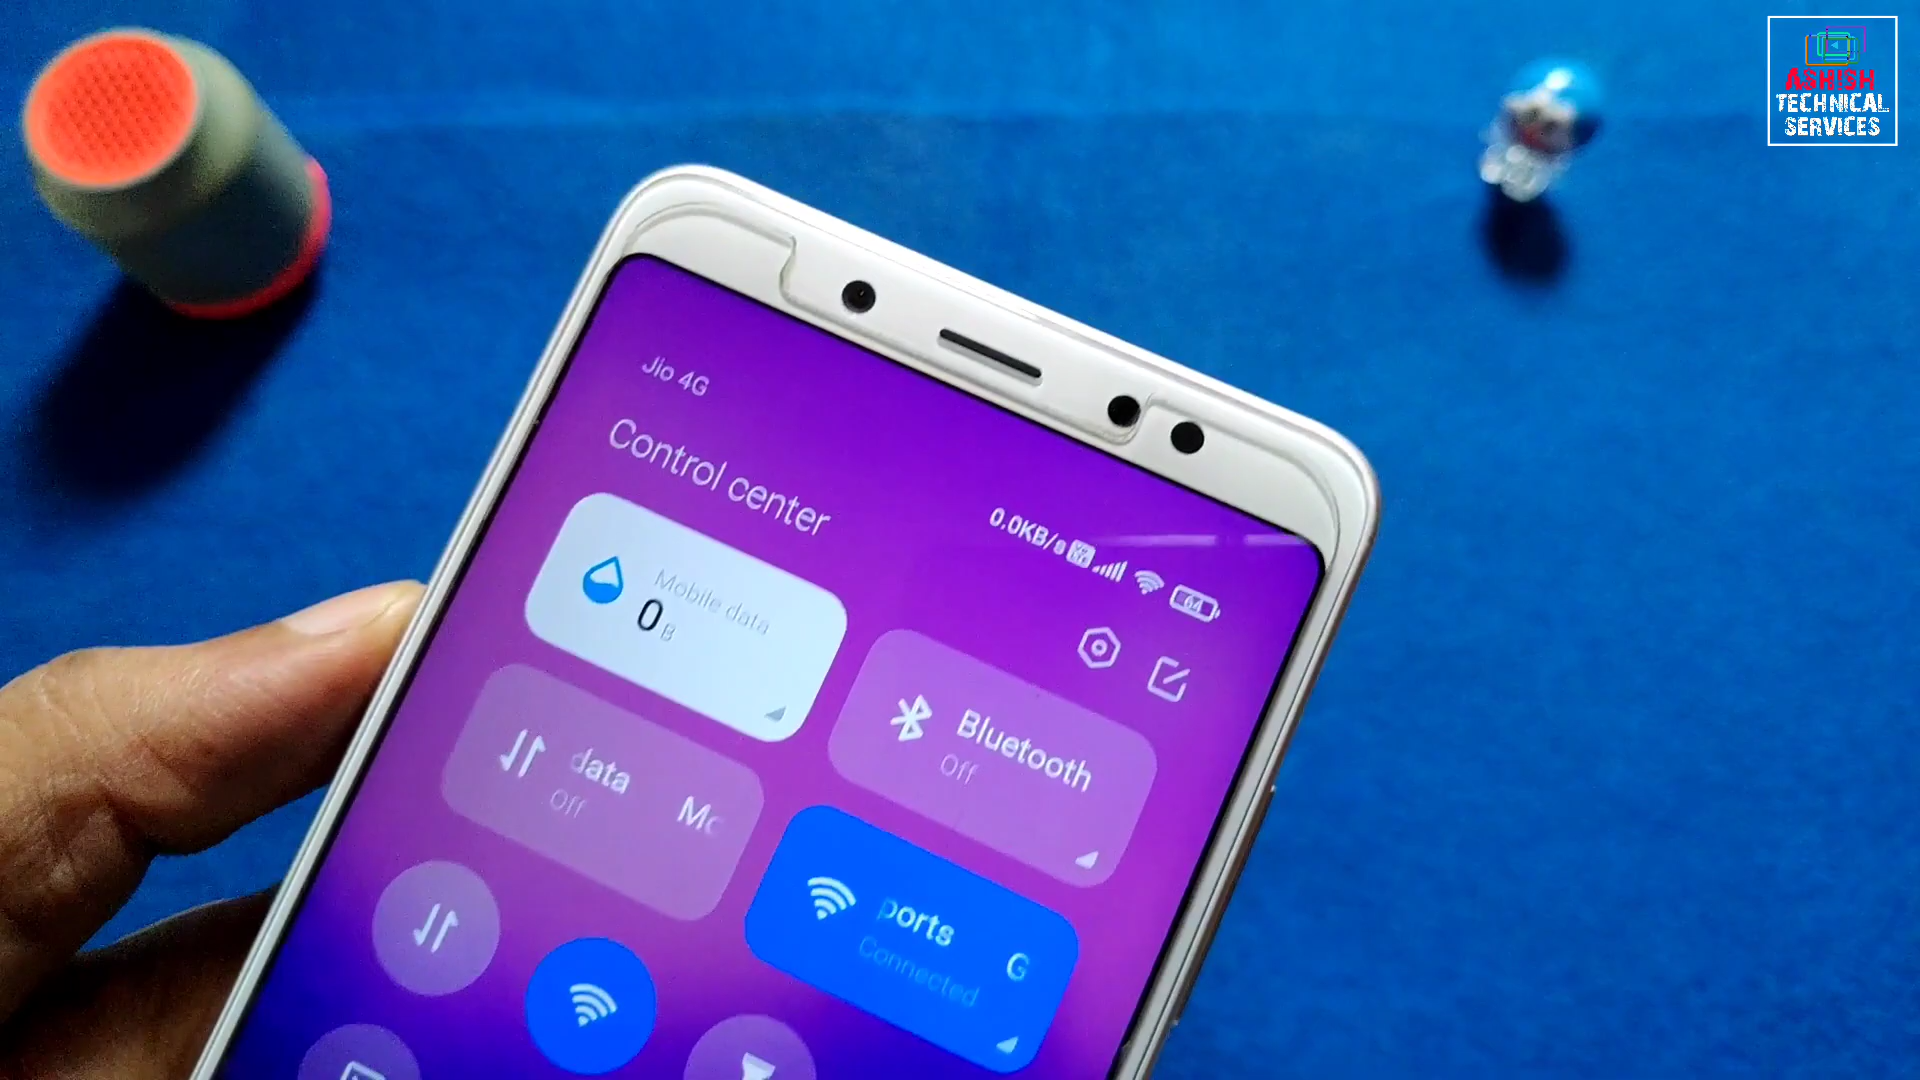 ASHISH
TECHNICAL
SERVICES
Jio 4G
Control center
0.0KB/s
64
Mobile data
0 B
Bluetooth
Off
data Mo
Off
ports G
Connected